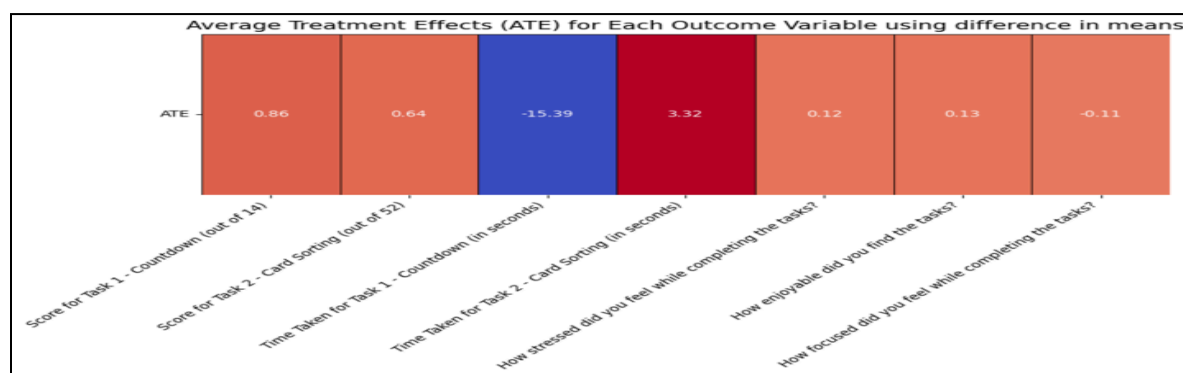 Average Treatment Effects (ATE) for Each Outcome Variable using difference in means
ATE
0.86
0.64
-15.39
3.32
0.12
0.13
-0.11
Score for Task 1 - Countdown (out of 14)
Score for Task 2 - Card Sorting (out of 52)
Time Taken for Task 1 - Countdown (in seconds)
Time Taken for Task 2 - Card Sorting (in seconds)
How stressed did you feel while completing the tasks?
How enjoyable did you find the tasks?
How focused did you feel while completing the tasks?